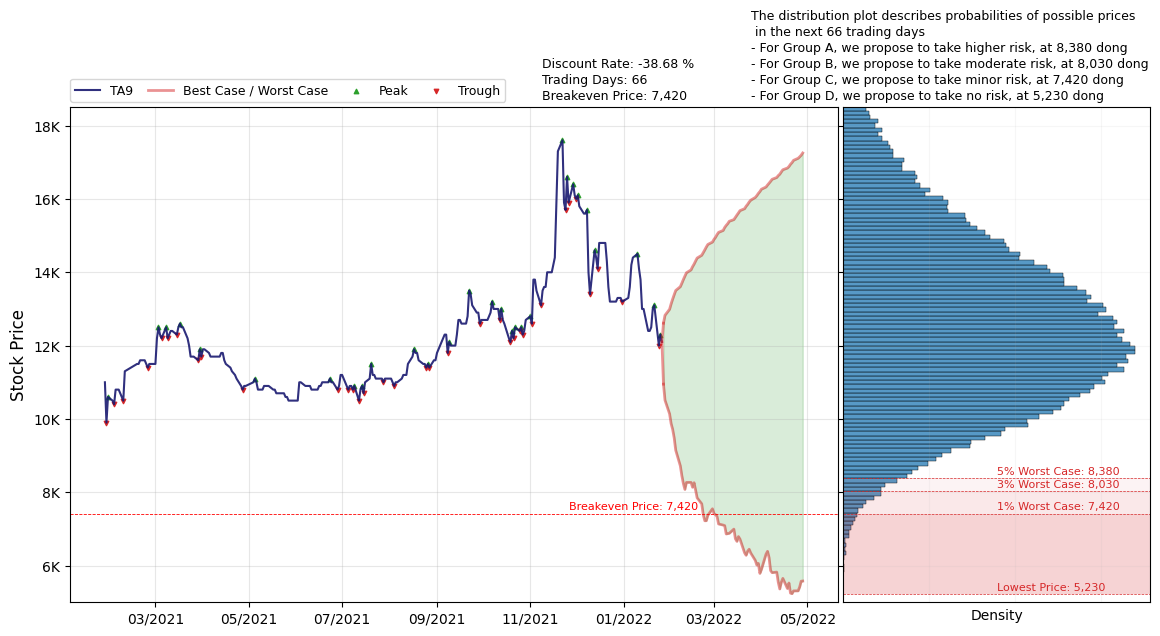 The distribution plot describes probabilities of possible prices
in the next 66 trading days
- For Group A, we propose to take higher risk, at 8,380 dong
- For Group B, we propose to take moderate risk, at 8,030 dong
- For Group C, we propose to take minor risk, at 7,420 dong
- For Group D, we propose to take no risk, at 5,230 dong
Discount Rate: -38.68 %
Trading Days: 66
Breakeven Price: 7,420
TA9 Best Case / Worst Case Peak Trough
Stock Price
18K
16K
14K
12K
10K
8K
6K
Breakeven Price: 7,420
03/2021 05/2021 07/2021 09/2021 11/2021 01/2022 03/2022 05/2022
5% Worst Case: 8,380
3% Worst Case: 8,030
1% Worst Case: 7,420
Lowest Price: 5,230
Density